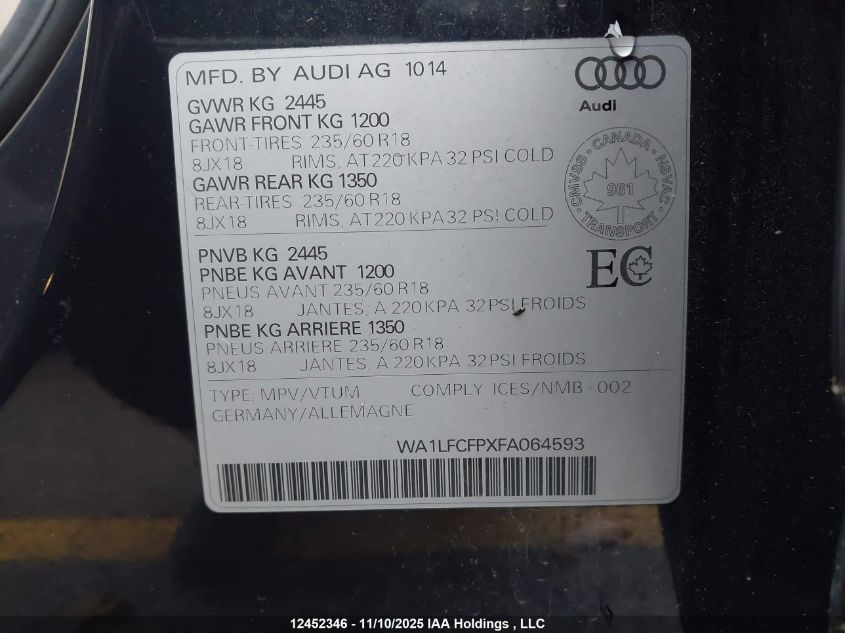 MFD. BY AUDI AG 1014
Audi
GVWR KG 2445
GAWR FRONT KG 1200
FRONT-TIRES 235/60 R18
8JX18 RIMS, AT 220 KPA 32 PSI COLD
GAWR REAR KG 1350
REAR-TIRES 235/60 R18
8JX18 RIMS, AT 220 KPA 32 PSI COLD
CMVSS · CANADA · NSVAC · TRANSPORT ·
961
PNVB KG 2445
PNBE KG AVANT 1200
PNEUS AVANT 235/60 R18
8JX18 JANTES, A 220 KPA 32 PSI FROIDS
PNBE KG ARRIERE 1350
PNEUS ARRIERE 235/60 R18
8JX18 JANTES, A 220 KPA 32 PSI FROIDS
EC
TYPE: MPV/VTUM COMPLY: ICES/NMB - 002
GERMANY/ALLEMAGNE
WA1LFCFPXFA064593
12452346 - 11/10/2025 IAA Holdings , LLC